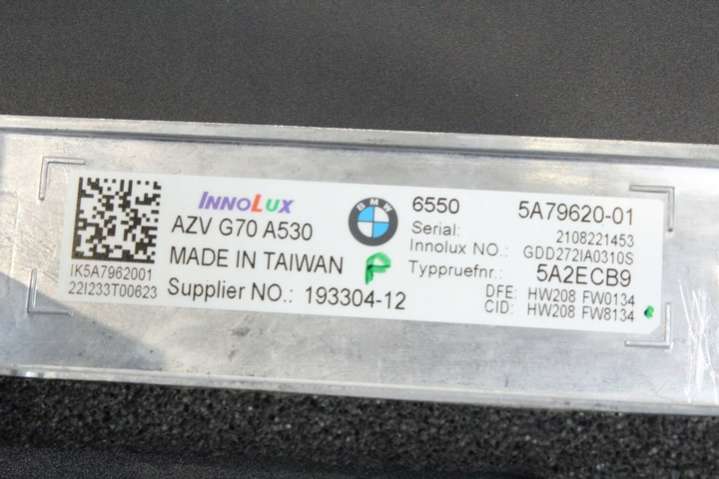 INNOLUX
AZV G70 A530
MADE IN TAIWAN
Supplier NO.: 193304-12
IK5A7962001
22I233T00623
BMW
P
6550 5A79620-01
Serial: 2108221453
Innolux NO.: GDD272IA0310S
Typpruefnr.: 5A2ECB9
DFE: HW208 FW0134
CID: HW208 FW8134